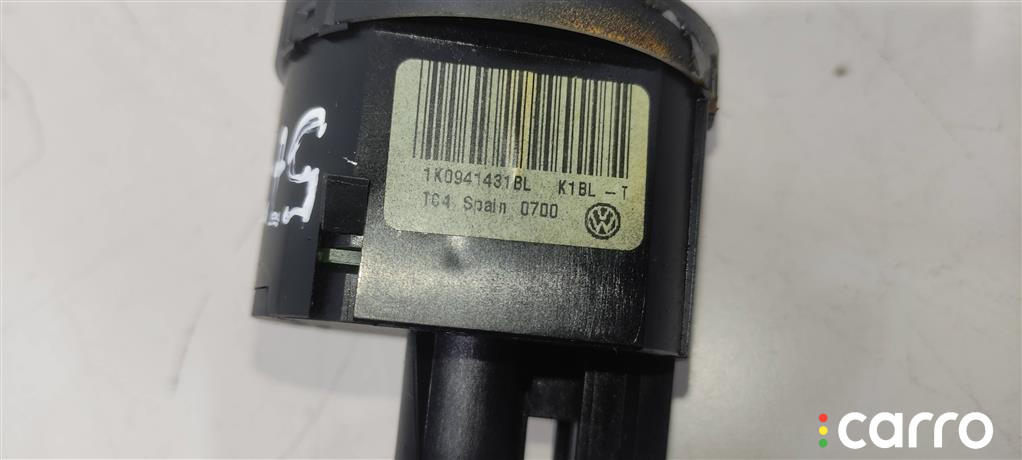 1K0941431BL K1BL - T
TC4 Spain 0700
carro